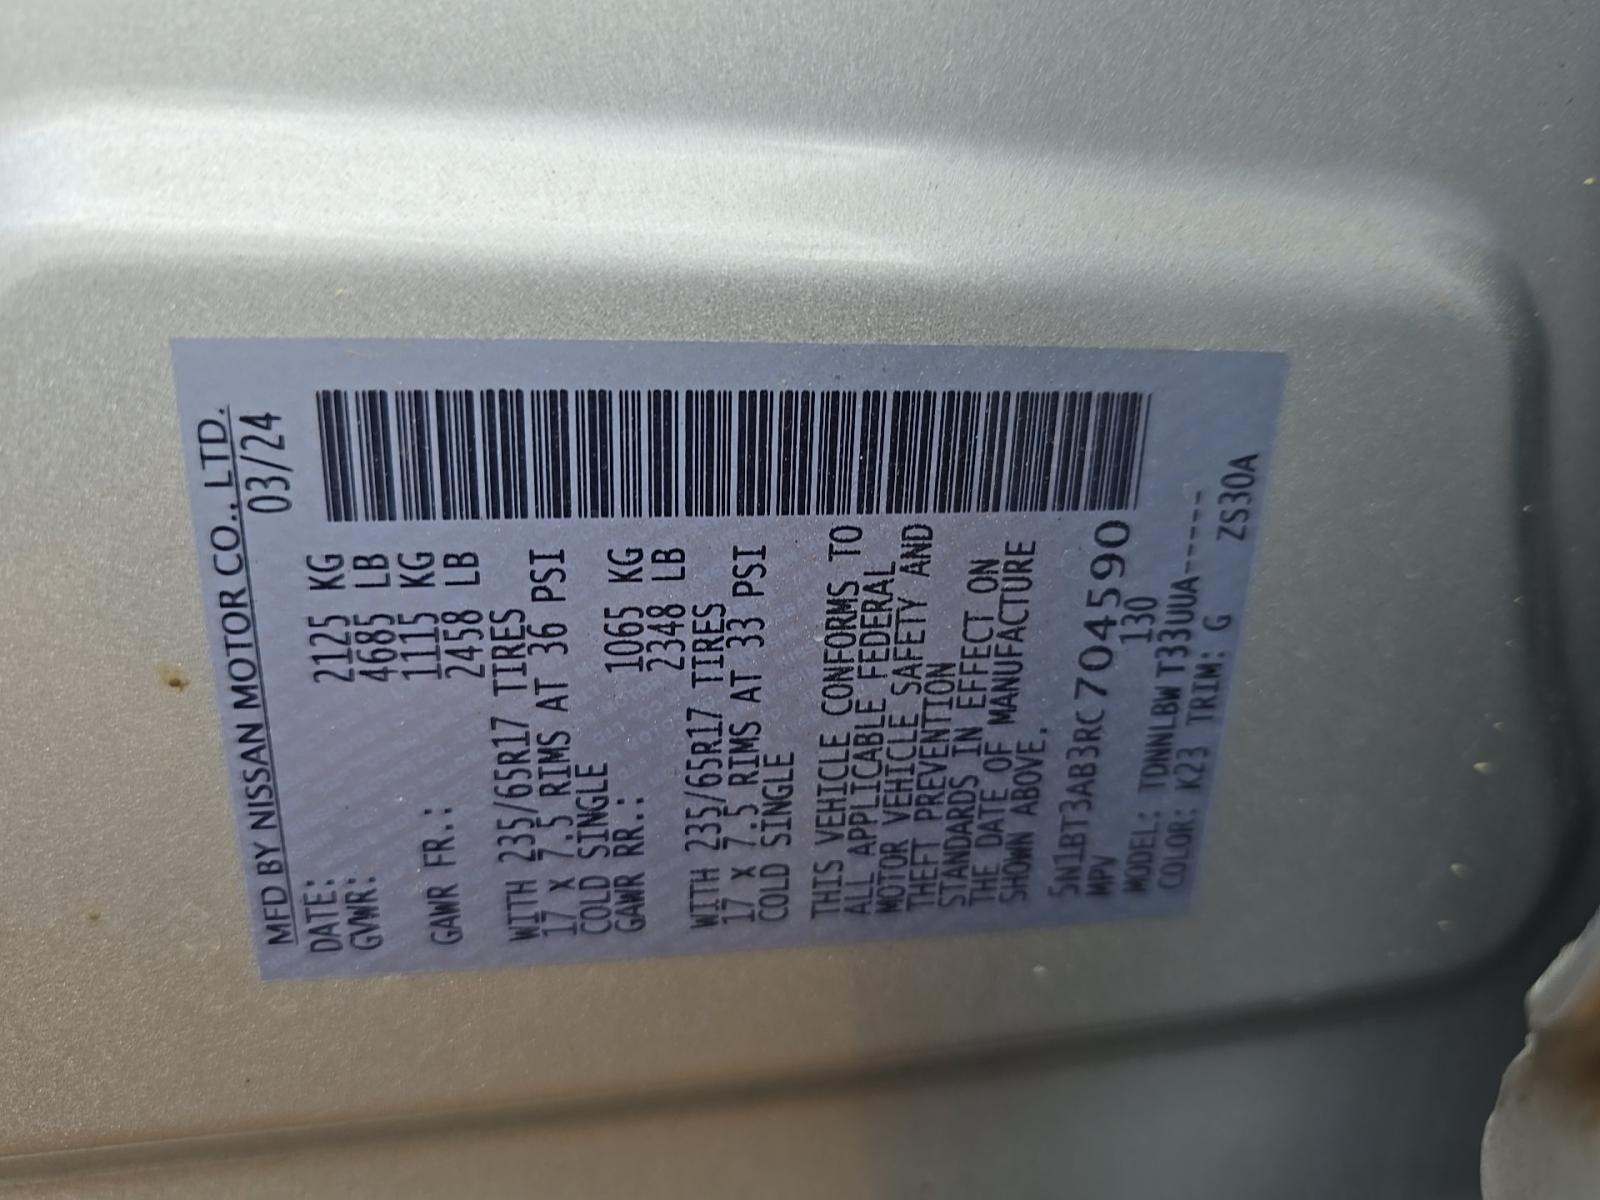 MFD BY NISSAN MOTOR CO., LTD.
DATE: 03/24
GVWR: 2125 KG
4685 LB
GAWR FR.: 1115 KG
2458 LB
WITH 235/65R17 TIRES
17 X 7.5 RIMS AT 36 PSI
COLD SINGLE
GAWR RR.: 1065 KG
2348 LB
WITH 235/65R17 TIRES
17 X 7.5 RIMS AT 33 PSI
COLD SINGLE
THIS VEHICLE CONFORMS TO
ALL APPLICABLE FEDERAL
MOTOR VEHICLE SAFETY AND
THEFT PREVENTION
STANDARDS IN EFFECT ON
THE DATE OF MANUFACTURE
SHOWN ABOVE.
5N1BT3AB3RC704590
MPV 130
MODEL: TDNNLBWT33UUA-----
COLOR: K23 TRIM: G ZS30A